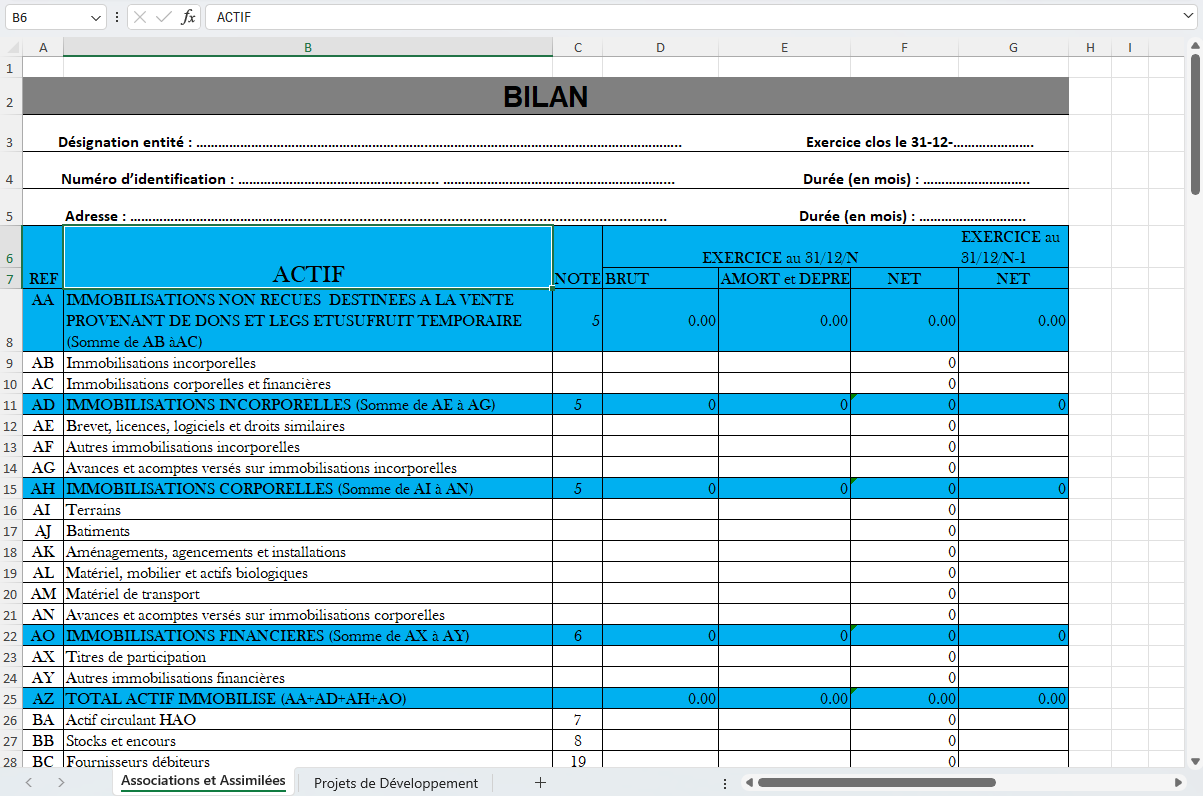 B6 fx ACTIF
A B C D E F G H I
1
2 BILAN
3 Désignation entité : ……………………………………………………………………………………………………………….. Exercice clos le 31-12-………………….
4 Numéro d’identification : …………………………………………….... …………………………………………………... Durée (en mois) : ………………………..
5 Adresse : ………………………………………………………………………………………………………………………….. Durée (en mois) : ………………………..
6 REF ACTIF NOTE EXERCICE au 31/12/N EXERCICE au 31/12/N-1
7 BRUT AMORT et DEPRE NET NET
8 AA IMMOBILISATIONS NON RECUES  DESTINEES A LA VENTE
PROVENANT DE DONS ET LEGS ETUSUFRUIT TEMPORAIRE 5 0.00 0.00 0.00 0.00
(Somme de AB àAC)
9 AB Immobilisations incorporelles 0
10 AC Immobilisations corporelles et financières 0
11 AD IMMOBILISATIONS INCORPORELLES (Somme de AE à AG) 5 0 0 0 0
12 AE Brevet, licences, logiciels et droits similaires 0
13 AF Autres immobilisations incorporelles 0
14 AG Avances et acomptes versés sur immobilisations incorporelles 0
15 AH IMMOBILISATIONS CORPORELLES (Somme de AI à AN) 5 0 0 0 0
16 AI Terrains 0
17 AJ Batiments 0
18 AK Aménagements, agencements et installations 0
19 AL Matériel, mobilier et actifs biologiques 0
20 AM Matériel de transport 0
21 AN Avances et acomptes versés sur immobilisations corporelles 0
22 AO IMMOBILISATIONS FINANCIERES (Somme de AX à AY) 6 0 0 0 0
23 AX Titres de participation 0
24 AY Autres immobilisations financières 0
25 AZ TOTAL ACTIF IMMOBILISE (AA+AD+AH+AO) 0.00 0.00 0.00 0.00
26 BA Actif circulant HAO 7 0
27 BB Stocks et encours 8 0
28 BC Fournisseurs débiteurs 19 0
Associations et Assimilées Projets de Développement